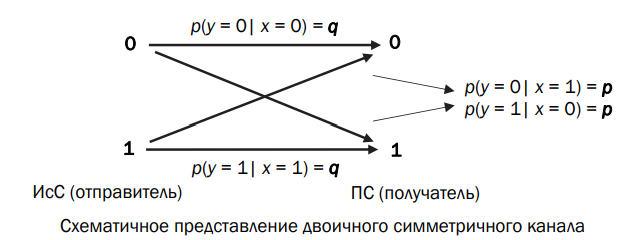 p(y = 0| x = 0) = q
0 0
p(y = 0| x = 1) = p
p(y = 1| x = 0) = p
1 1
p(y = 1| x = 1) = q
ИсС (отправитель) ПС (получатель)
Схематичное представление двоичного симметричного канала